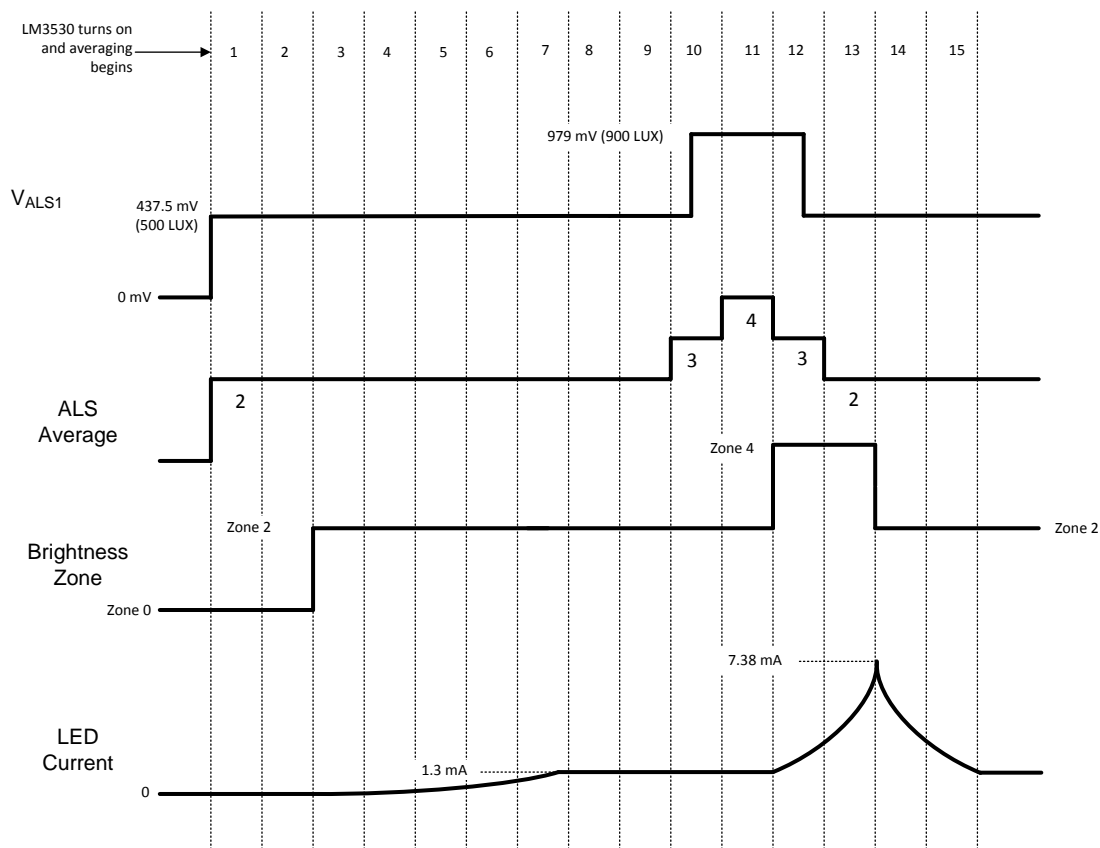 LM3530 turns on
and averaging
begins
1 2 3 4 5 6 7 8 9 10 11 12 13 14 15
979 mV (900 LUX)
VALS1
437.5 mV
(500 LUX)
0 mV
4
3 3
2 2
ALS
Average
Zone 4
Zone 2 Zone 2
Brightness
Zone
Zone 0
7.38 mA
LED
Current
1.3 mA
0